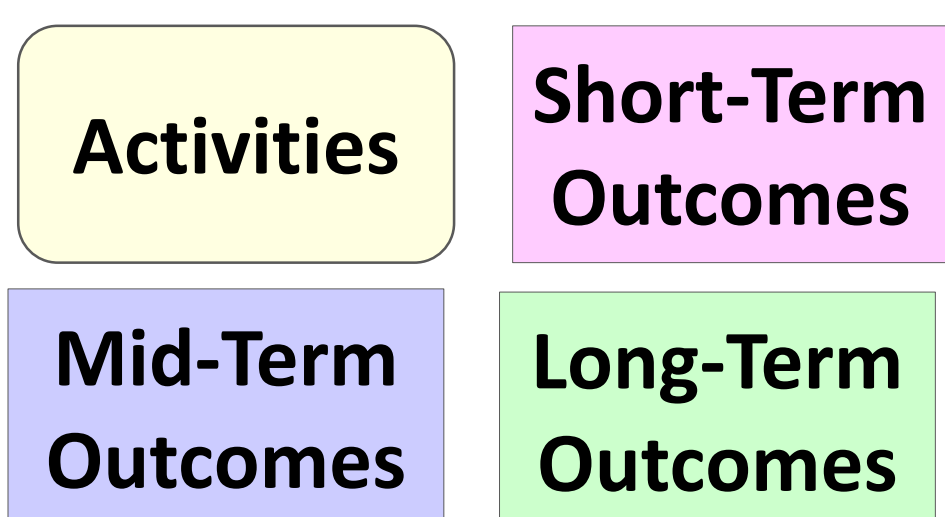 Activities
Short-Term
Outcomes
Mid-Term
Outcomes
Long-Term
Outcomes